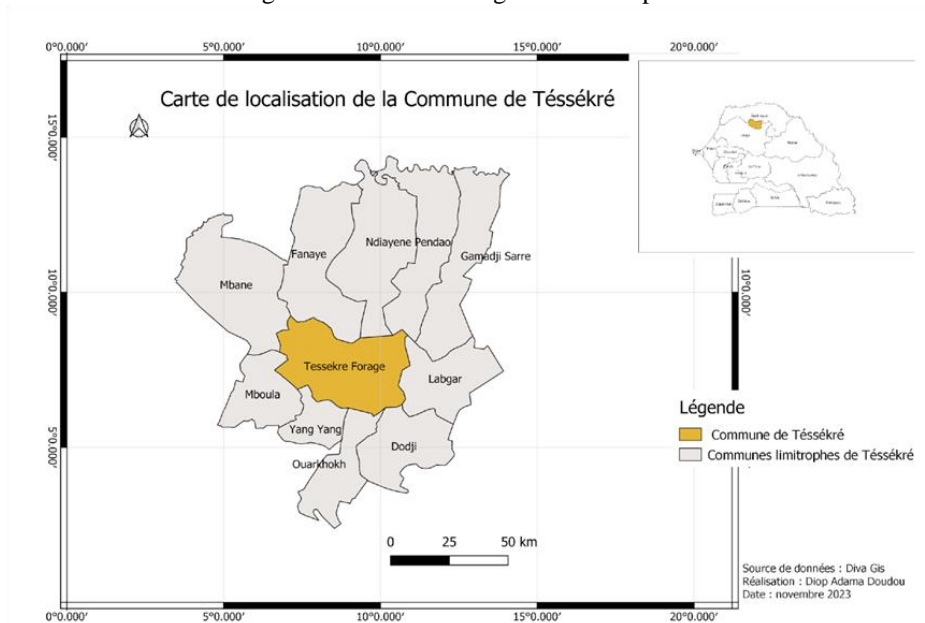 0°0.000' 5°0.000' 10°0.000' 15°0.000' 20°0.000'
Carte de localisation de la Commune de Téssékré
15°0.000'
Fanaye
Ndiayene Pendao
Gamadji Sarre
Mbane
10°0.000' 10°0.000'
Tessekre Forage
Labgar
Mboula
Yang Yang
Dodji
Ouarkhokh
5°0.000'
Légende
Commune de Téssékré
Communes limitrophes de Téssékré
0 25 50 km
Source de données : Diva Gis
Réalisation : Diop Adama Doudou
Date : novembre 2023
0°0.000' 5°0.000' 10°0.000' 15°0.000' 20°0.000'